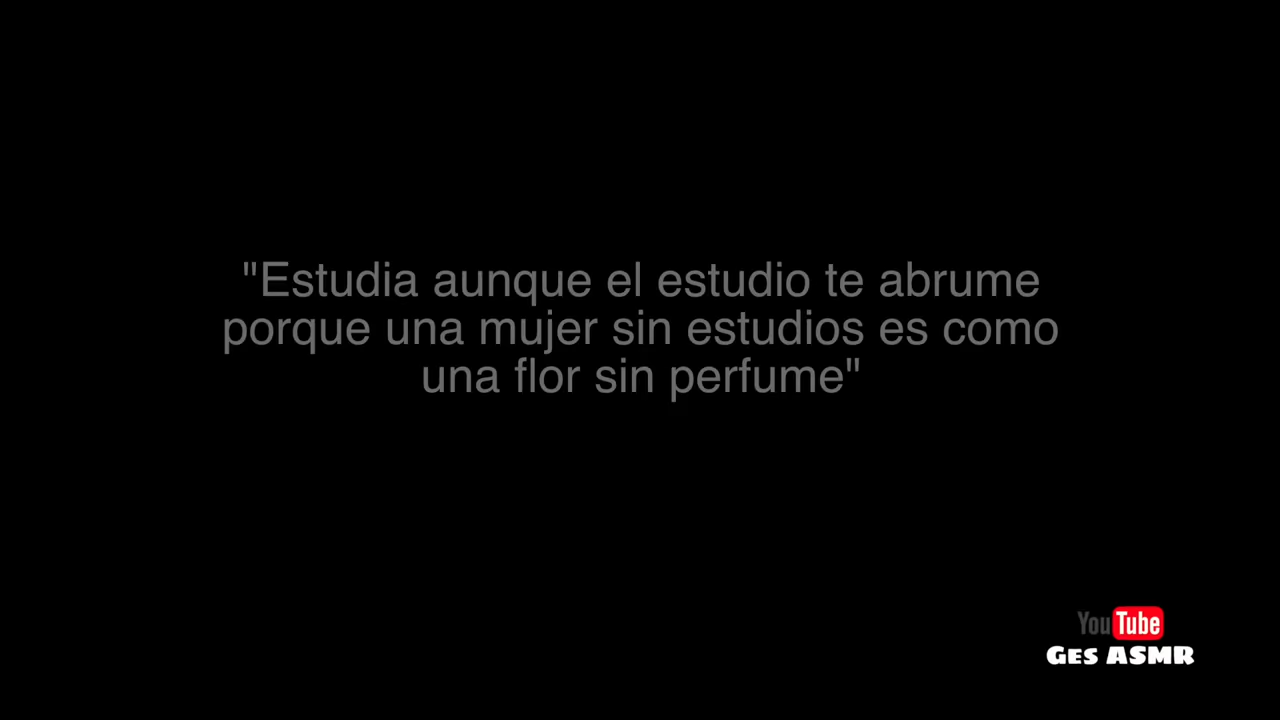 "Estudia aunque el estudio te abrume
porque una mujer sin estudios es como
una flor sin perfume"
YouTube
Ges ASMR